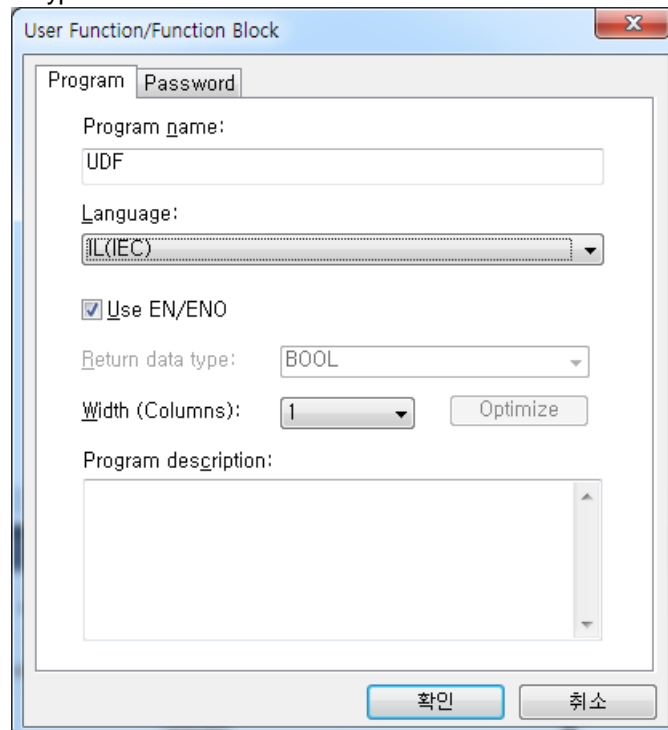 User Function/Function Block
Program Password
Program name:
UDF
Language:
IL(IEC)
Use EN/ENO
Return data type: BOOL
Width (Columns): 1 Optimize
Program description:
확인 취소